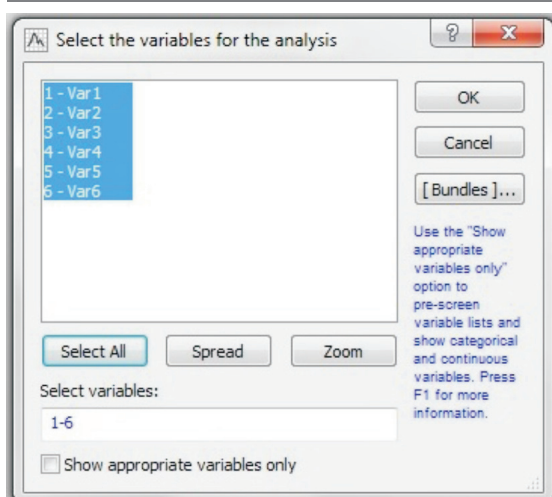 Select the variables for the analysis
1 - Var1
2 - Var2
3 - Var3
4 - Var4
5 - Var5
6 - Var6
OK
Cancel
[ Bundles ]...
Use the "Show
appropriate
variables only"
option to
pre-screen
variable lists and
show categorical
and continuous
variables. Press
F1 for more
information.
Select All
Spread
Zoom
Select variables:
1-6
Show appropriate variables only